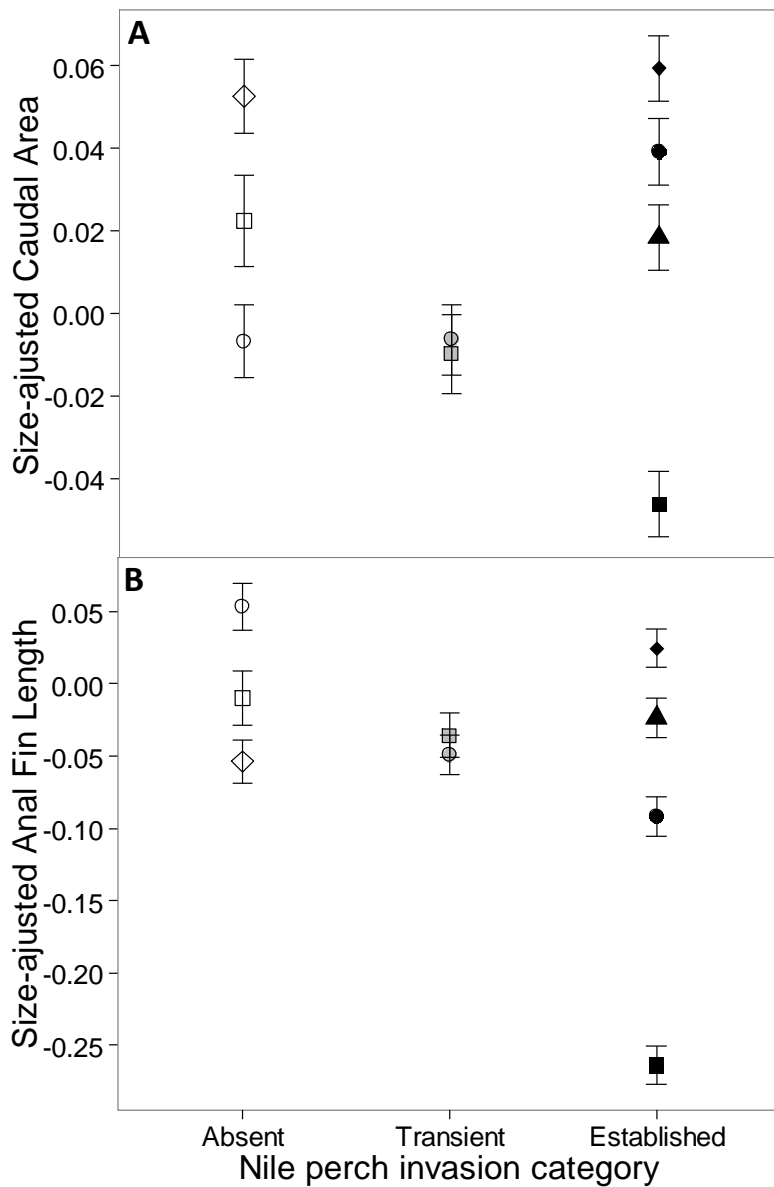 A
Size-ajusted Caudal Area
0.06
0.04
0.02
0.00
-0.02
-0.04
B
Size-ajusted Anal Fin Length
0.05
0.00
-0.05
-0.10
-0.15
-0.20
-0.25
Absent Transient Established
Nile perch invasion category